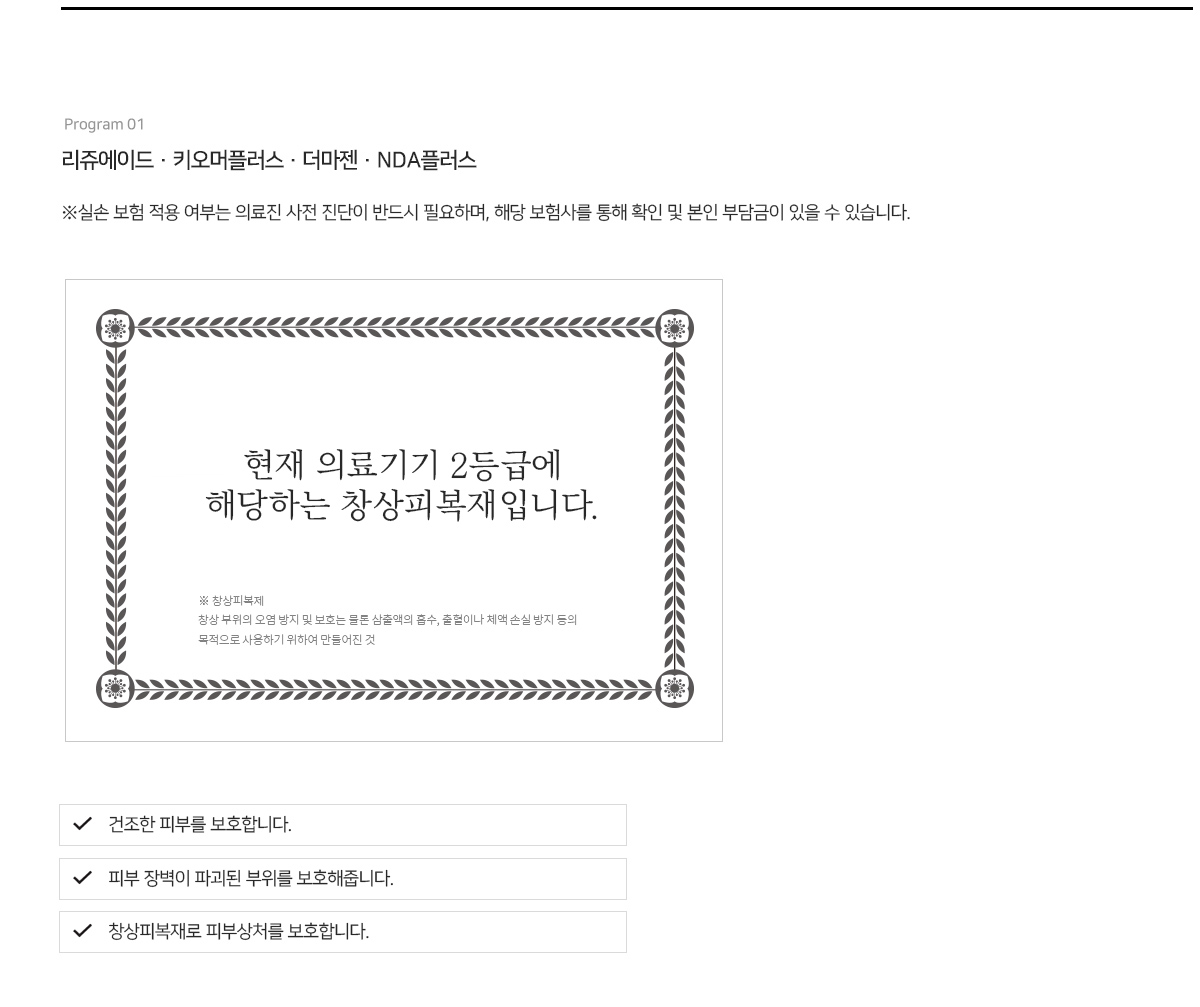 Program 01
리쥬에이드 · 키오머플러스 · 더마젠 · NDA플러스
※실손 보험 적용 여부는 의료진 사전 진단이 반드시 필요하며, 해당 보험사를 통해 확인 및 본인 부담금이 있을 수 있습니다.
현재 의료기기 2등급에
해당하는 창상피복재입니다.
※ 창상피복제
창상 부위의 오염 방지 및 보호는 물론 삼출액의 흡수, 출혈이나 체액 손실 방지 등의
목적으로 사용하기 위하여 만들어진 것
건조한 피부를 보호합니다.
피부 장벽이 파괴된 부위를 보호해줍니다.
창상피복재로 피부상처를 보호합니다.